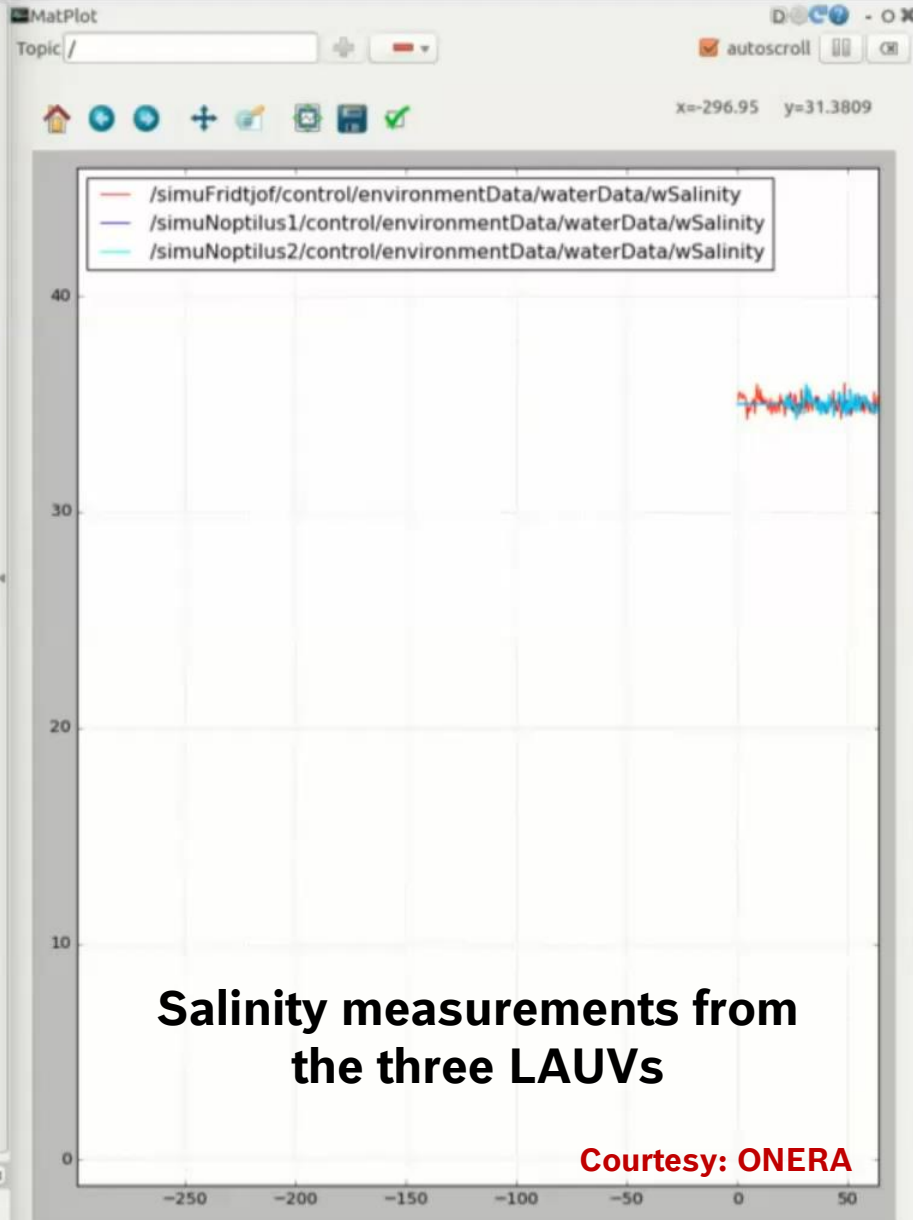 MatPlot
D - O ✖
Topic /
autoscroll
x=-296.95 y=31.3809
/simuFridtjof/control/environmentData/waterData/wSalinity
/simuNoptilus1/control/environmentData/waterData/wSalinity
/simuNoptilus2/control/environmentData/waterData/wSalinity
40
30
20
10
0
Salinity measurements from
the three LAUVs
Courtesy: ONERA
−250 −200 −150 −100 −50 0 50